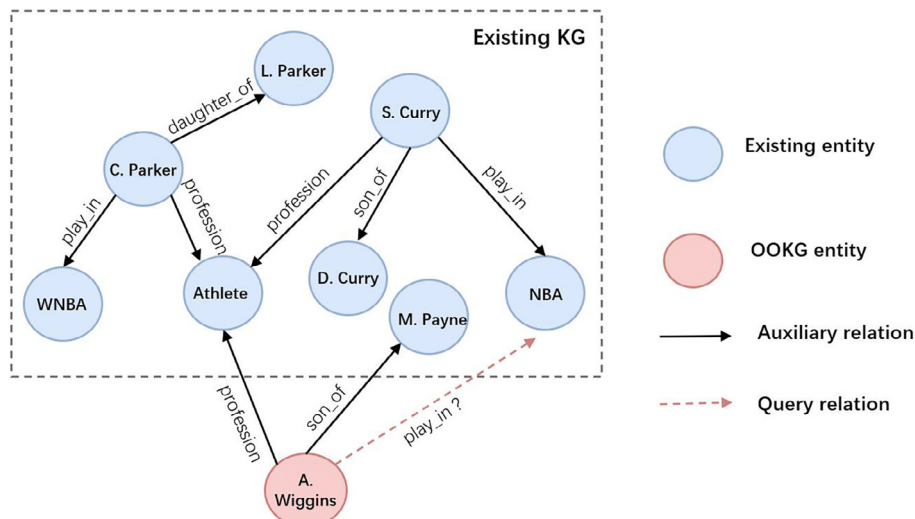 Existing KG
L. Parker
daughter_of
S. Curry
C. Parker
Existing entity
play_in
profession
profession
son_of
play_in
OOKG entity
WNBA
Athlete
D. Curry
M. Payne
NBA
Auxiliary relation
profession
son_of
play_in ?
Query relation
A.
Wiggins